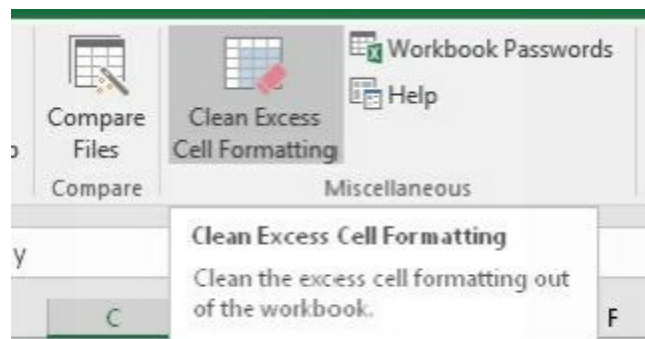 Compare
Files
Clean Excess
Cell Formatting
Workbook Passwords
Help
Compare
Miscellaneous
y
Clean Excess Cell Formatting
Clean the excess cell formatting out
of the workbook.
C
F